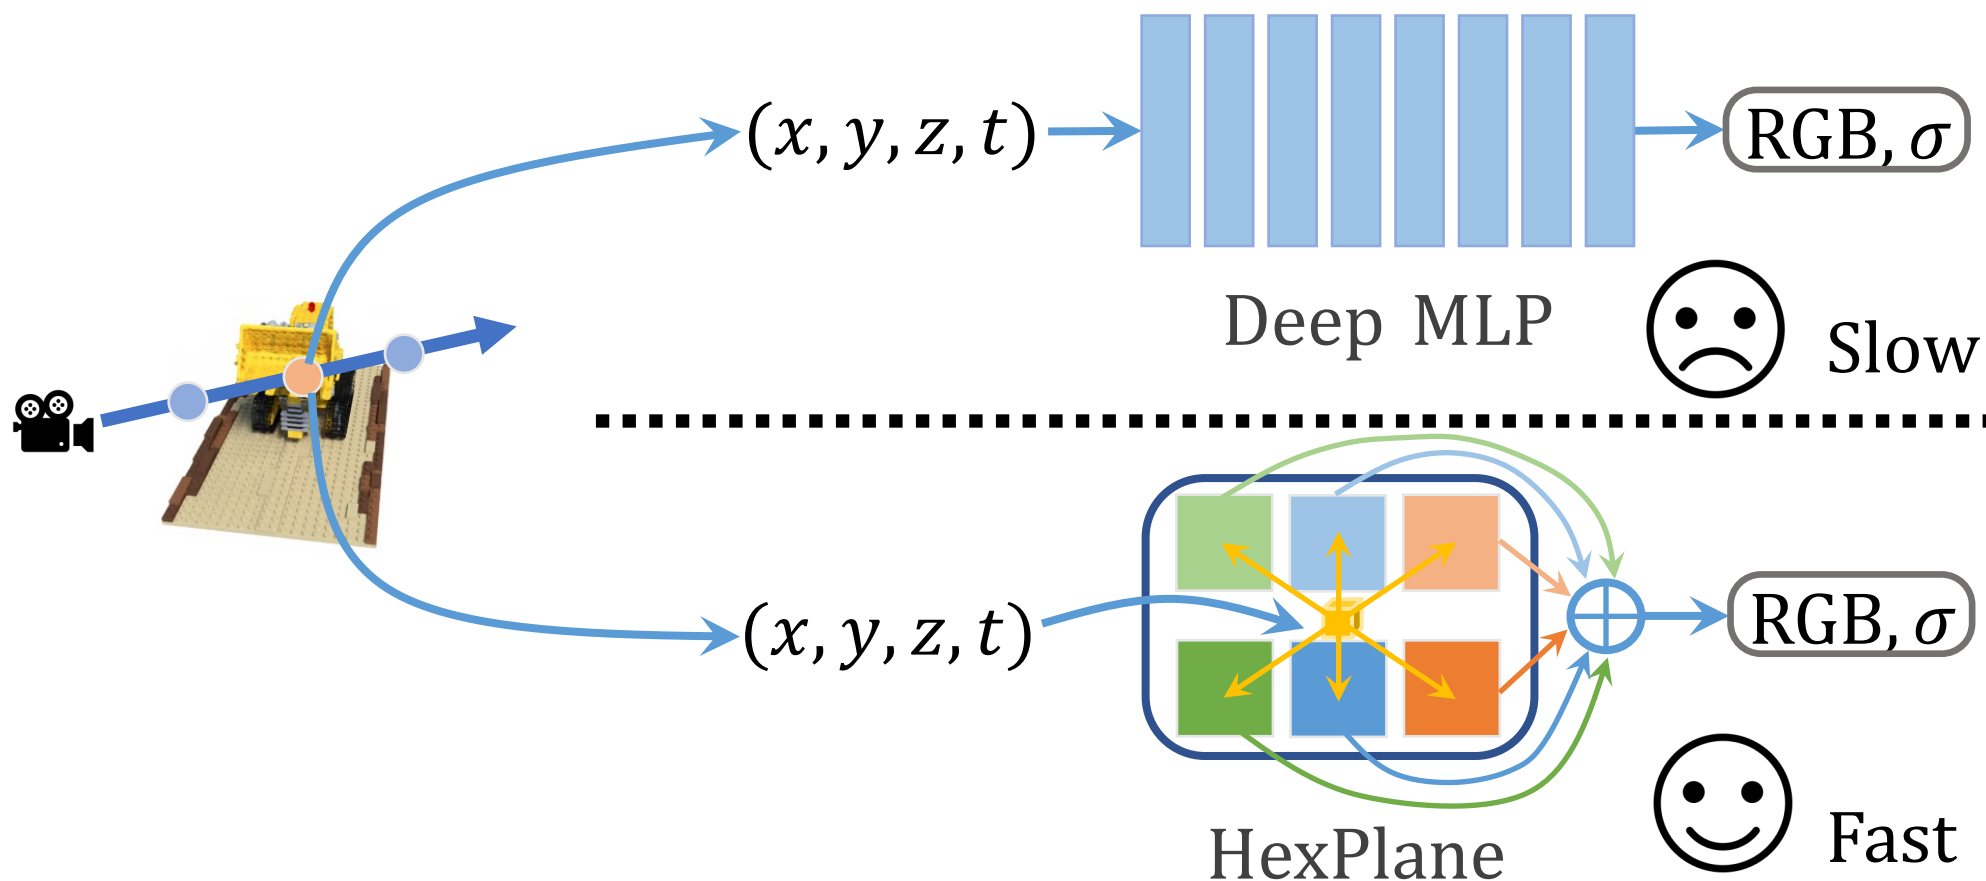 (x, y, z, t)
RGB, σ
Deep MLP
Slow
(x, y, z, t)
RGB, σ
HexPlane
Fast